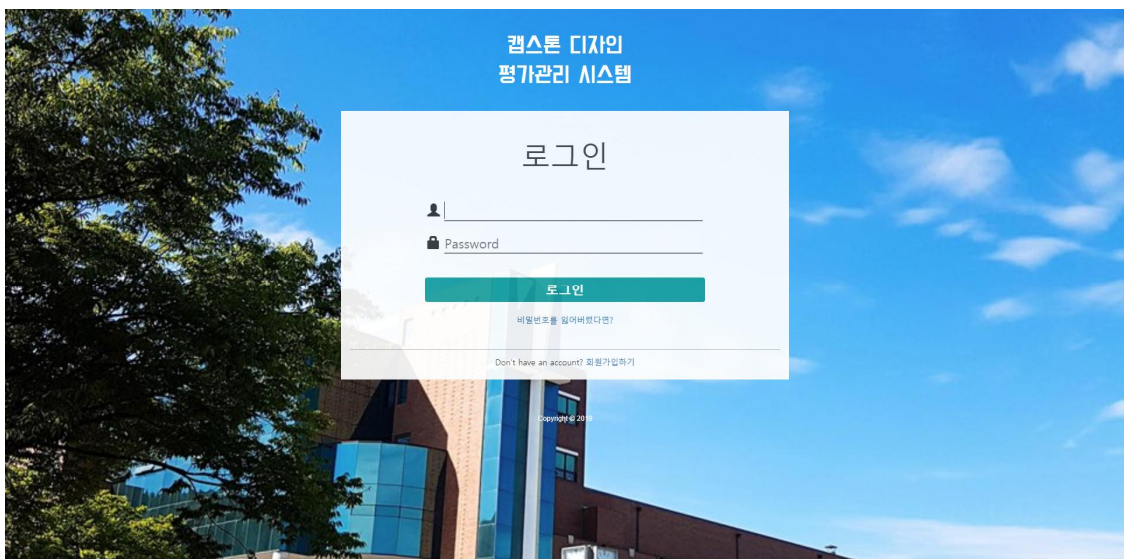 캡스톤 디자인
평가관리 시스템
로그인
Password
로그인
비밀번호를 잃어버렸다면?
Don't have an account? 회원가입하기
Copyright © 2019